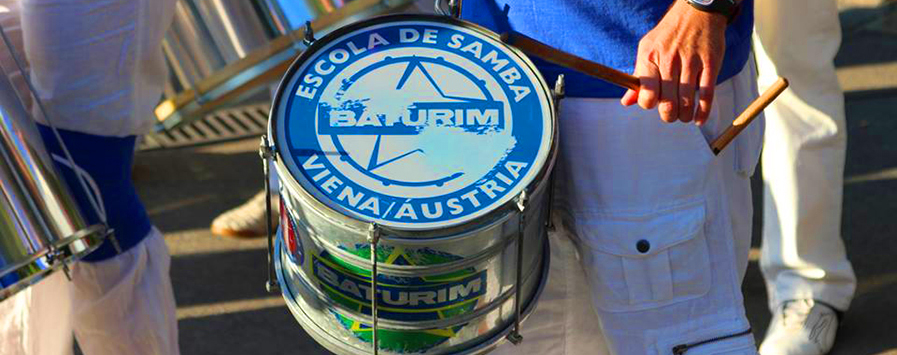 ESCOLA DE SAMBA
BATURIM
VIENA/ÁUSTRIA
BATURIM